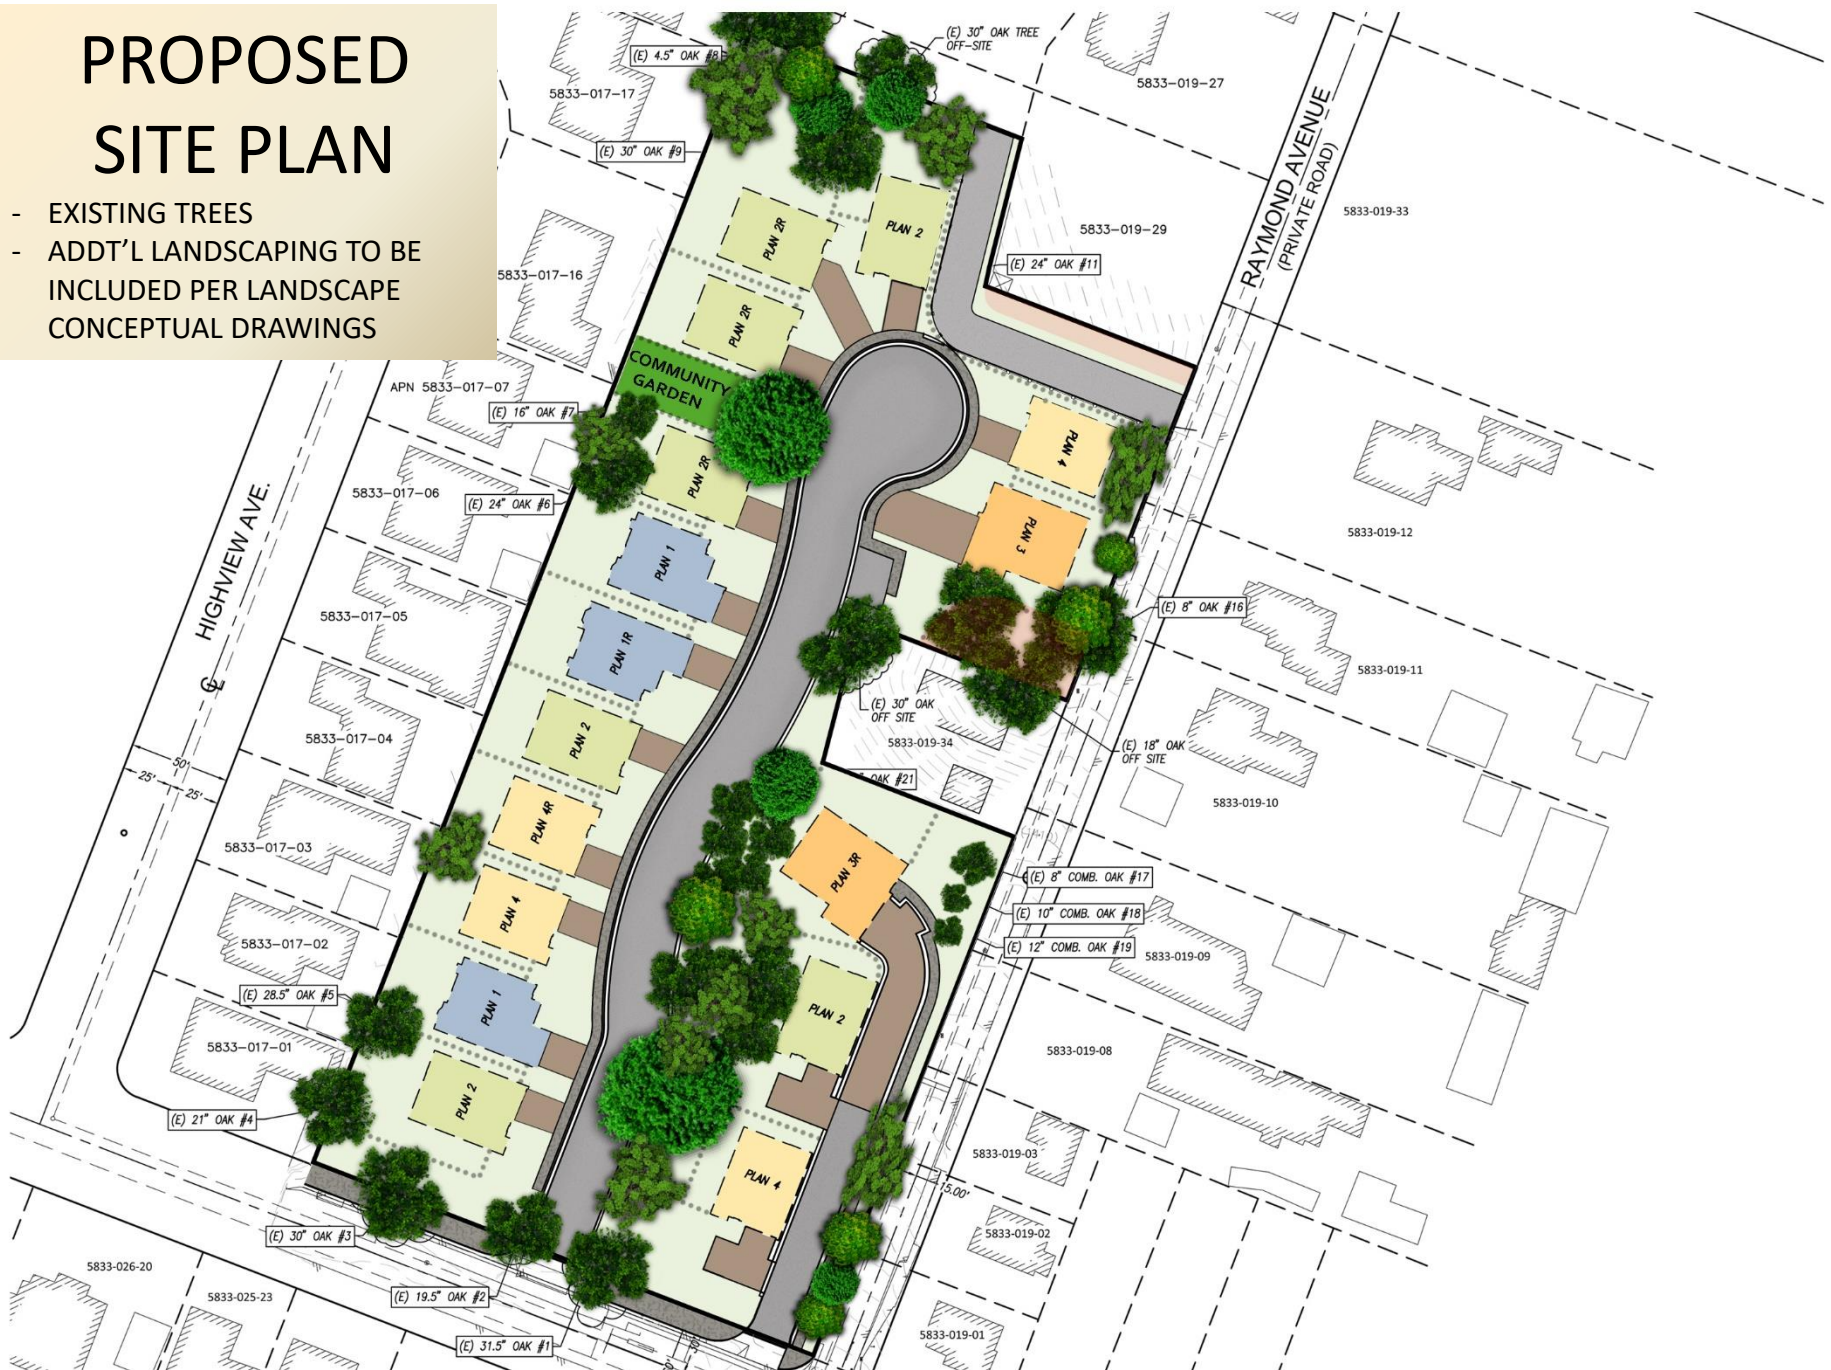 PROPOSED
SITE PLAN
- EXISTING TREES
- ADDT'L LANDSCAPING TO BE
INCLUDED PER LANDSCAPE
CONCEPTUAL DRAWINGS
(E) 4.5" OAK #8
(E) 30" OAK TREE
OFF-SITE
5833-017-17
5833-019-27
(E) 30" OAK #9
RAYMOND AVENUE
(PRIVATE ROAD)
5833-019-33
PLAN 2R
PLAN 2
5833-019-29
(E) 24" OAK #11
5833-017-16
PLAN 2R
COMMUNITY
GARDEN
APN 5833-017-07
(E) 16" OAK #7
PLAN 4
PLAN 2R
5833-017-06
(E) 24" OAK #6
PLAN 3
5833-019-12
HIGHVIEW AVE.
PLAN 1
5833-017-05
(E) 8" OAK #16
PLAN 1R
5833-019-11
CL
(E) 30" OAK
OFF SITE
5833-017-04
PLAN 2
5833-019-34
(E) 18" OAK
OFF SITE
50'
25'
25'
OAK #21
5833-019-10
PLAN 4R
5833-017-03
PLAN 3R
(E) 8" COMB. OAK #17
PLAN 4
(E) 10" COMB. OAK #18
5833-017-02
(E) 12" COMB. OAK #19
5833-019-09
(E) 28.5" OAK #5
PLAN 1
PLAN 2
5833-017-01
5833-019-08
PLAN 2
(E) 21" OAK #4
5833-019-03
PLAN 4
15.00'
(E) 30" OAK #3
5833-019-02
5833-026-20
(E) 19.5" OAK #2
5833-025-23
5833-019-01
(E) 31.5" OAK #1